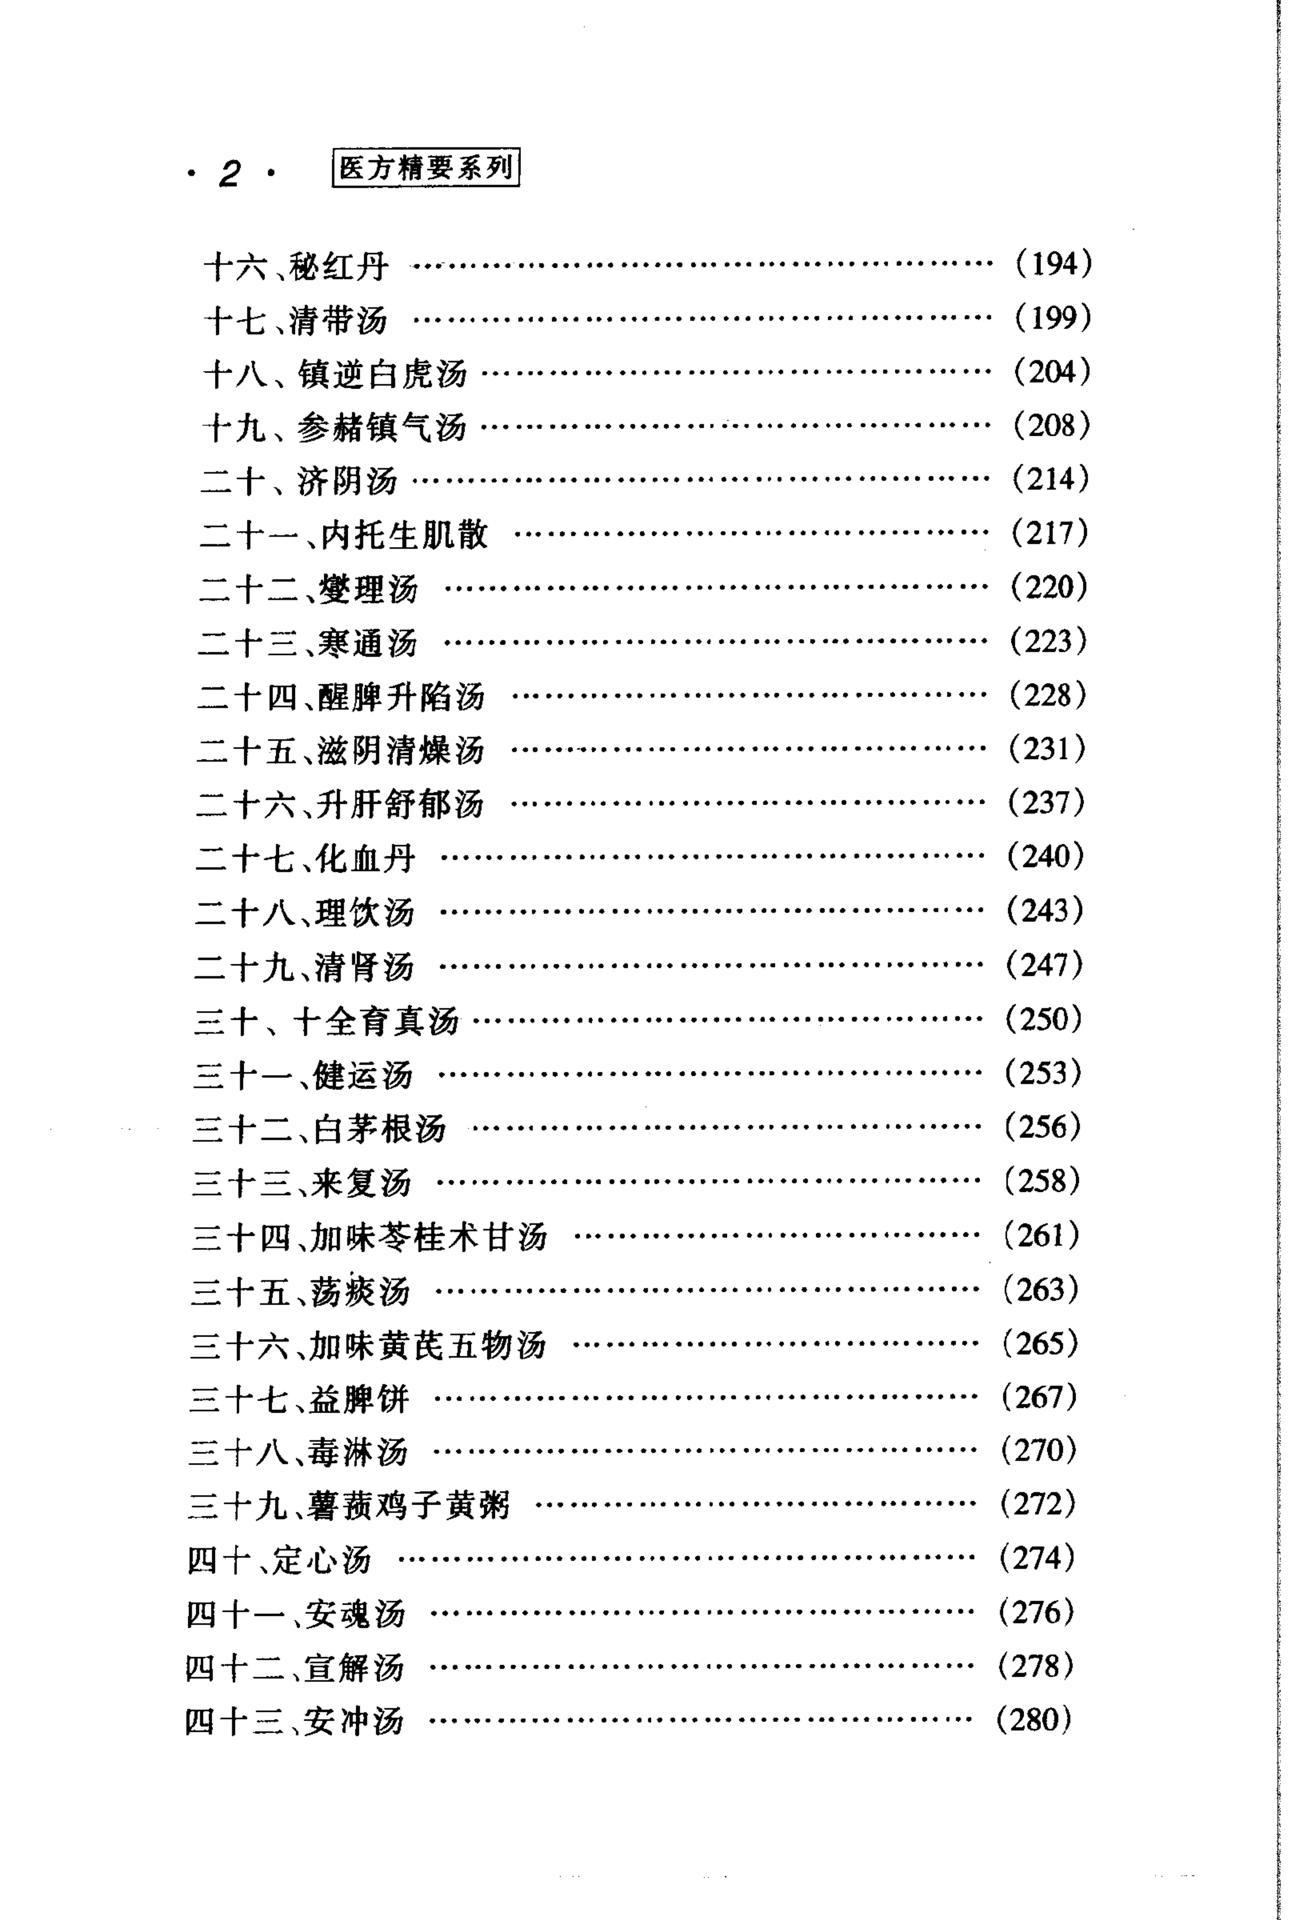 · 2 · 医方精要系列
十六、秘红丹 …………………………………………… (194)
十七、清带汤 …………………………………………… (199)
十八、镇逆白虎汤 ……………………………………… (204)
十九、参赭镇气汤 ……………………………………… (208)
二十、济阴汤 …………………………………………… (214)
二十一、内托生肌散 …………………………………… (217)
二十二、燮理汤 ………………………………………… (220)
二十三、寒通汤 ………………………………………… (223)
二十四、醒脾升陷汤 …………………………………… (228)
二十五、滋阴清燥汤 …………………………………… (231)
二十六、升肝舒郁汤 …………………………………… (237)
二十七、化血丹 ………………………………………… (240)
二十八、理饮汤 ………………………………………… (243)
二十九、清肾汤 ………………………………………… (247)
三十、十全育真汤 ……………………………………… (250)
三十一、健运汤 ………………………………………… (253)
三十二、白茅根汤 ……………………………………… (256)
三十三、来复汤 ………………………………………… (258)
三十四、加味苓桂术甘汤 ……………………………… (261)
三十五、荡痰汤 ………………………………………… (263)
三十六、加味黄芪五物汤 ……………………………… (265)
三十七、益脾饼 ………………………………………… (267)
三十八、毒淋汤 ………………………………………… (270)
三十九、薯蓣鸡子黄粥 ………………………………… (272)
四十、定心汤 …………………………………………… (274)
四十一、安魂汤 ………………………………………… (276)
四十二、宣解汤 ………………………………………… (278)
四十三、安冲汤 ………………………………………… (280)